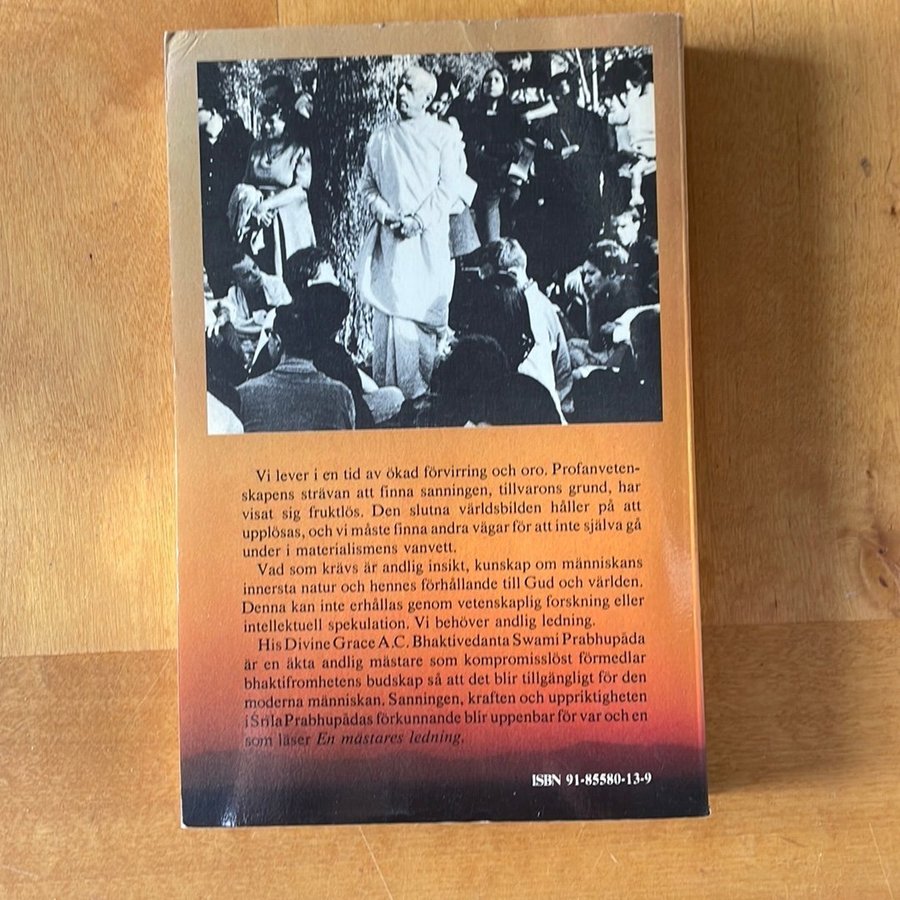 Vi lever i en tid av ökad förvirring och oro. Profanveten-
skapens strävan att finna sanningen, tillvarons grund, har
visat sig fruktlös. Den slutna världsbilden håller på att
upplösas, och vi måste finna andra vägar för att inte själva gå
under i materialismens vanvett.
Vad som krävs är andlig insikt, kunskap om människans
innersta natur och hennes förhållande till Gud och världen.
Denna kan inte erhållas genom vetenskaplig forskning eller
intellektuell spekulation. Vi behöver andlig ledning.
His Divine Grace A.C. Bhaktivedanta Swami Prabhupāda
är en äkta andlig mästare som kompromisslöst förmedlar
bhaktifromhetens budskap så att det blir tillgängligt för den
moderna människan. Sanningen, kraften och uppriktigheten
i Śrīla Prabhupādas förkunnande blir uppenbar för var och en
som läser En mästares ledning.
ISBN 91-85580-13-9